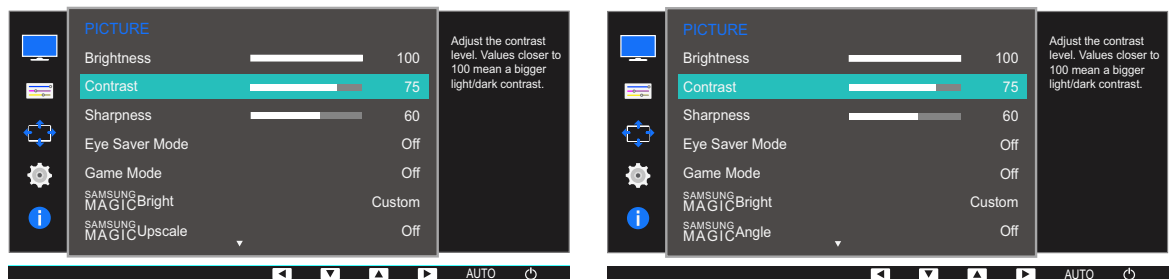 PICTURE
Brightness 100
Contrast 75
Sharpness 60
Eye Saver Mode Off
Game Mode Off
SAMSUNG
MAGICBright Custom
SAMSUNG
MAGICUpscale Off
Adjust the contrast
level. Values closer to
100 mean a bigger
light/dark contrast.
AUTO
PICTURE
Brightness 100
Contrast 75
Sharpness 60
Eye Saver Mode Off
Game Mode Off
SAMSUNG
MAGICBright Custom
SAMSUNG
MAGICAngle Off
Adjust the contrast
level. Values closer to
100 mean a bigger
light/dark contrast.
AUTO